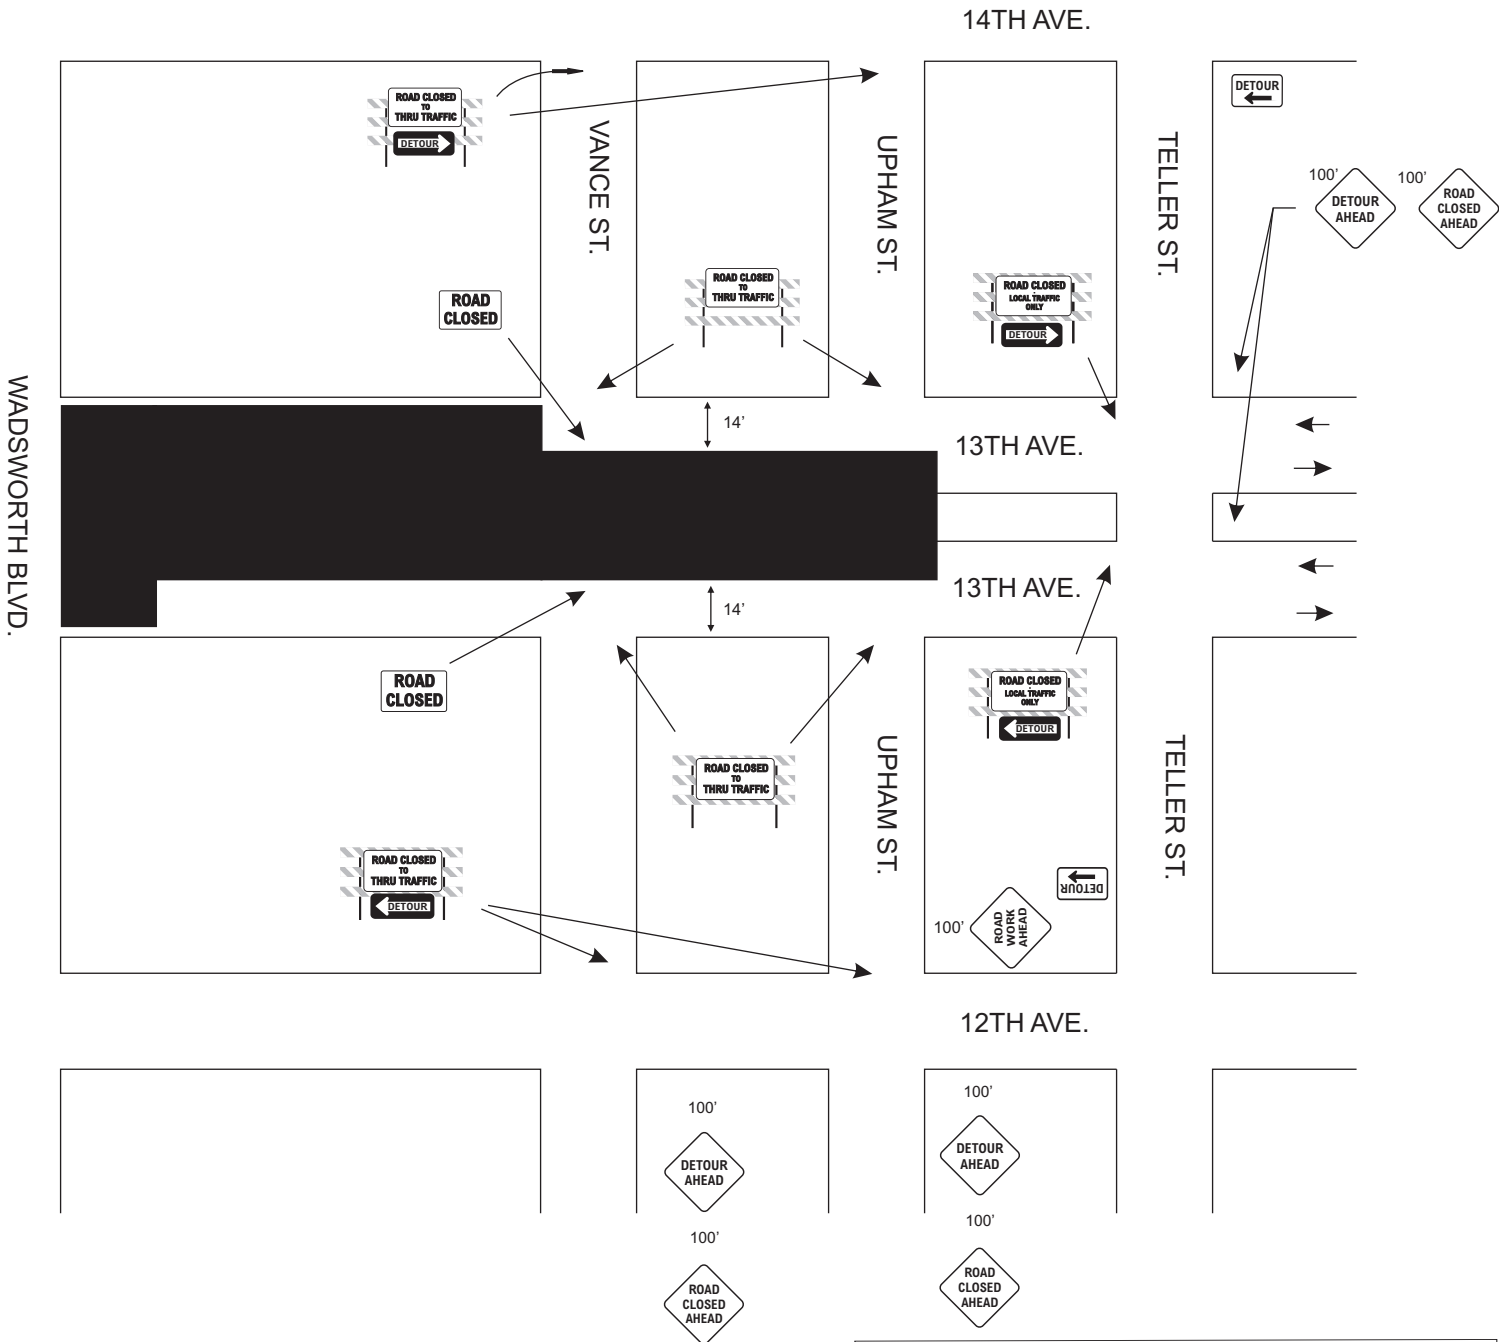 14TH AVE.
ROAD CLOSED
TO
THRU TRAFFIC
DETOUR
VANCE ST.
UPHAM ST.
TELLER ST.
DETOUR
100'
DETOUR
AHEAD
100'
ROAD
CLOSED
AHEAD
ROAD
CLOSED
ROAD CLOSED
TO
THRU TRAFFIC
ROAD CLOSED
LOCAL TRAFFIC
ONLY
DETOUR
WADSWORTH BLVD.
14'
13TH AVE.
14'
13TH AVE.
ROAD
CLOSED
ROAD CLOSED
TO
THRU TRAFFIC
UPHAM ST.
ROAD CLOSED
LOCAL TRAFFIC
ONLY
DETOUR
TELLER ST.
ROAD CLOSED
TO
THRU TRAFFIC
DETOUR
DETOUR
100'
ROAD
WORK
AHEAD
12TH AVE.
100'
DETOUR
AHEAD
100'
DETOUR
AHEAD
100'
ROAD
CLOSED
AHEAD
100'
ROAD
CLOSED
AHEAD